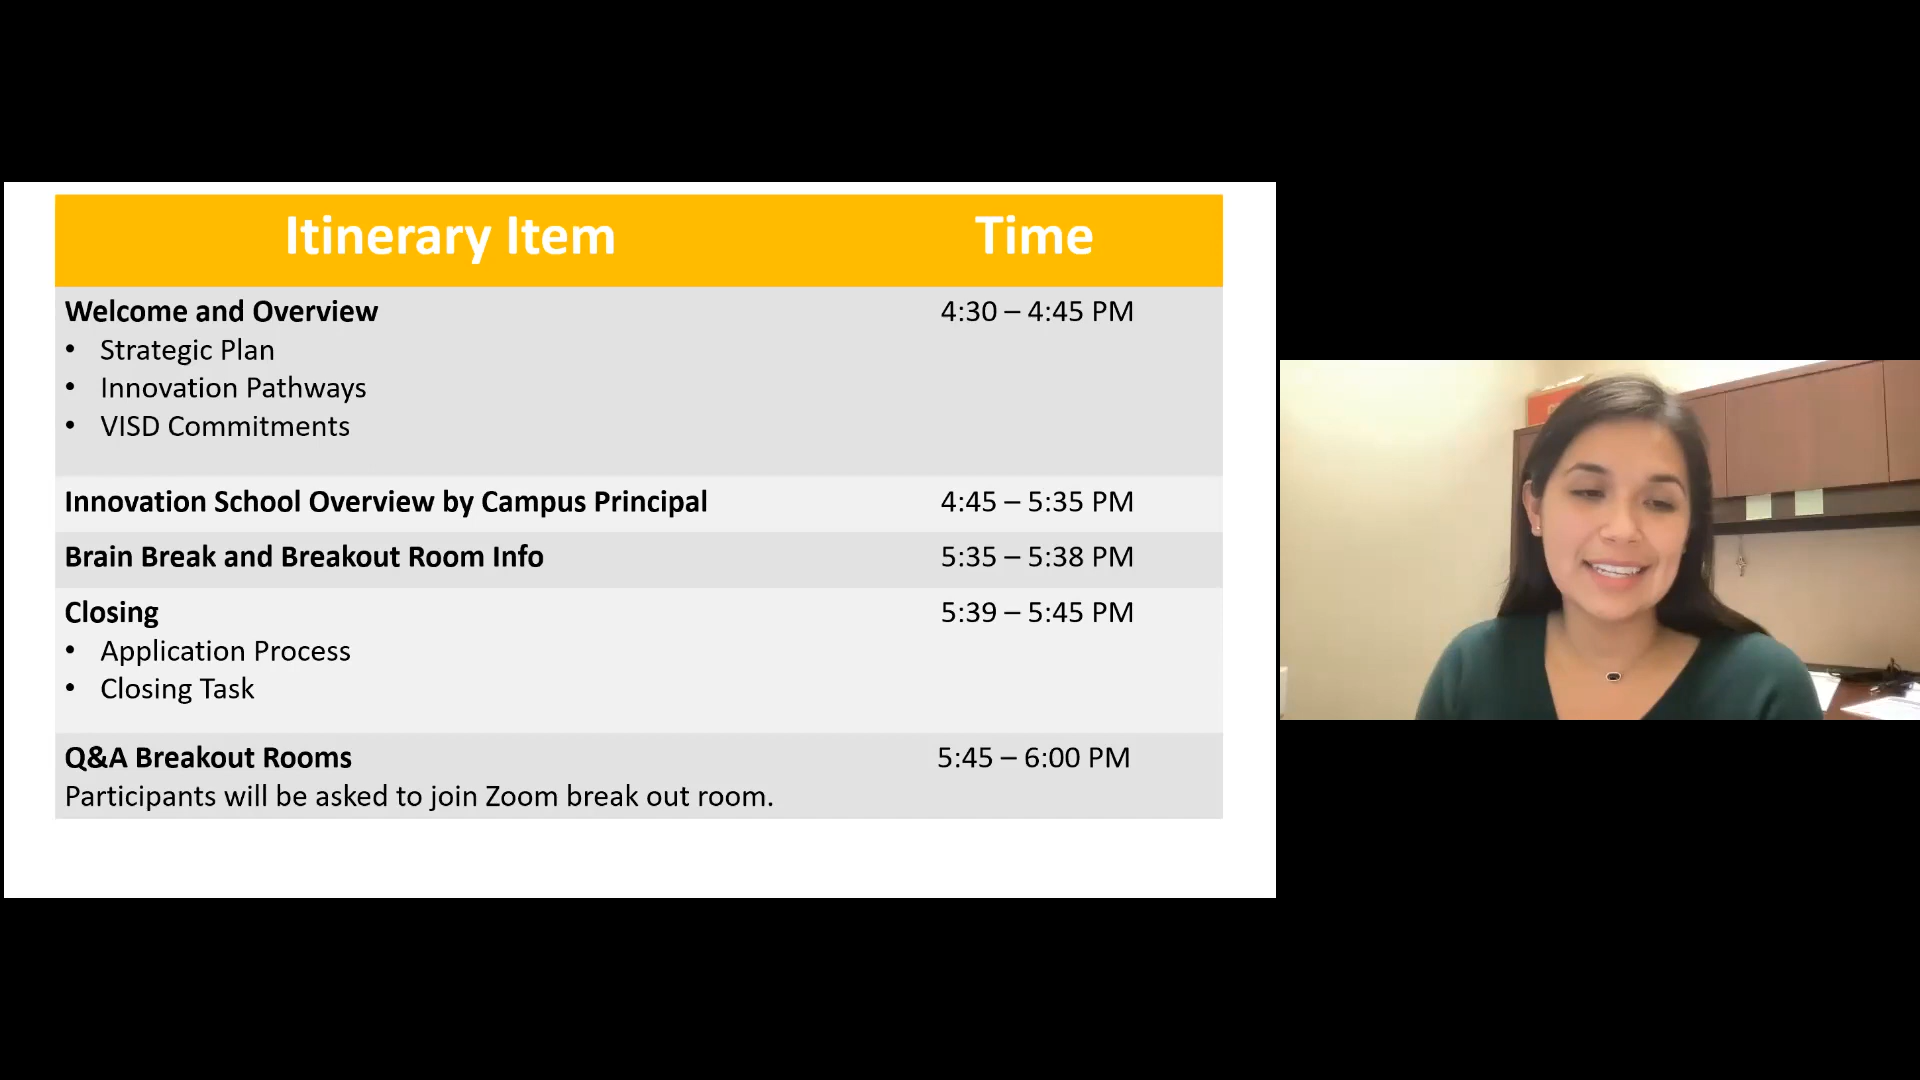 Itinerary Item Time
Welcome and Overview 4:30 – 4:45 PM
• Strategic Plan
• Innovation Pathways
• VISD Commitments
Innovation School Overview by Campus Principal 4:45 – 5:35 PM
Brain Break and Breakout Room Info 5:35 – 5:38 PM
Closing 5:39 – 5:45 PM
• Application Process
• Closing Task
Q&A Breakout Rooms 5:45 – 6:00 PM
Participants will be asked to join Zoom break out room.